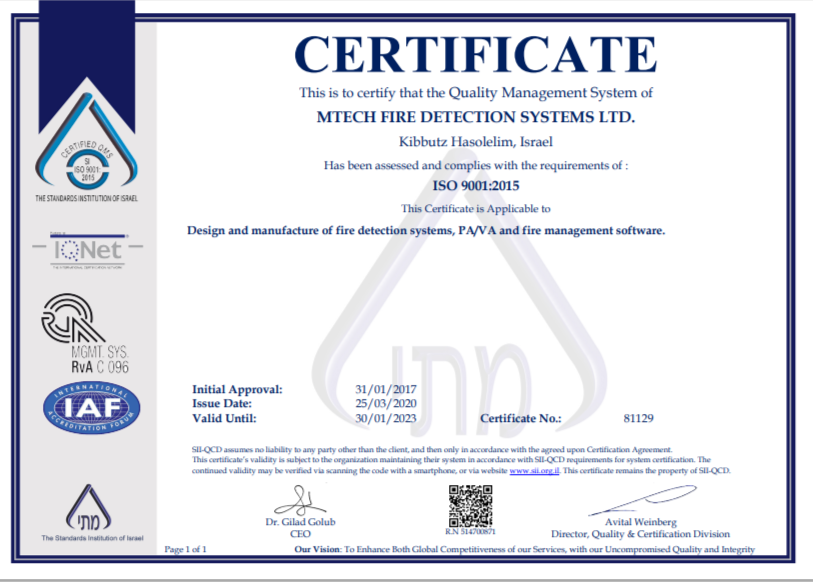 CERTIFICATE
This is to certify that the Quality Management System of
MTECH FIRE DETECTION SYSTEMS LTD.
Kibbutz Hasolelim, Israel
Has been assessed and complies with the requirements of :
ISO 9001:2015
This Certificate is Applicable to
Design and manufacture of fire detection systems, PA/VA and fire management software.
CERTIFIED QMS
SI
ISO 9001:
2015
THE STANDARDS INSTITUTION OF ISRAEL
IQNet
MGMT. SYS.
RvA C 096
INTERNATIONAL
IAF
ACCREDITATION FORUM
מתי
The Standards Institution of Israel
מתי
Initial Approval: 31/01/2017
Issue Date: 25/03/2020
Valid Until: 30/01/2023 Certificate No.: 81129
SII-QCD assumes no liability to any party other than the client, and then only in accordance with the agreed upon Certification Agreement.
This certificate's validity is subject to the organization maintaining their system in accordance with SII-QCD requirements for system certification. The
continued validity may be verified via scanning the code with a smartphone, or via website www.sii.org.il. This certificate remains the property of SII-QCD.
Dr. Gilad Golub
CEO
R.N 514700871
Avital Weinberg
Director, Quality & Certification Division
Page 1 of 1
Our Vision: To Enhance Both Global Competitiveness of our Services, with our Uncompromised Quality and Integrity